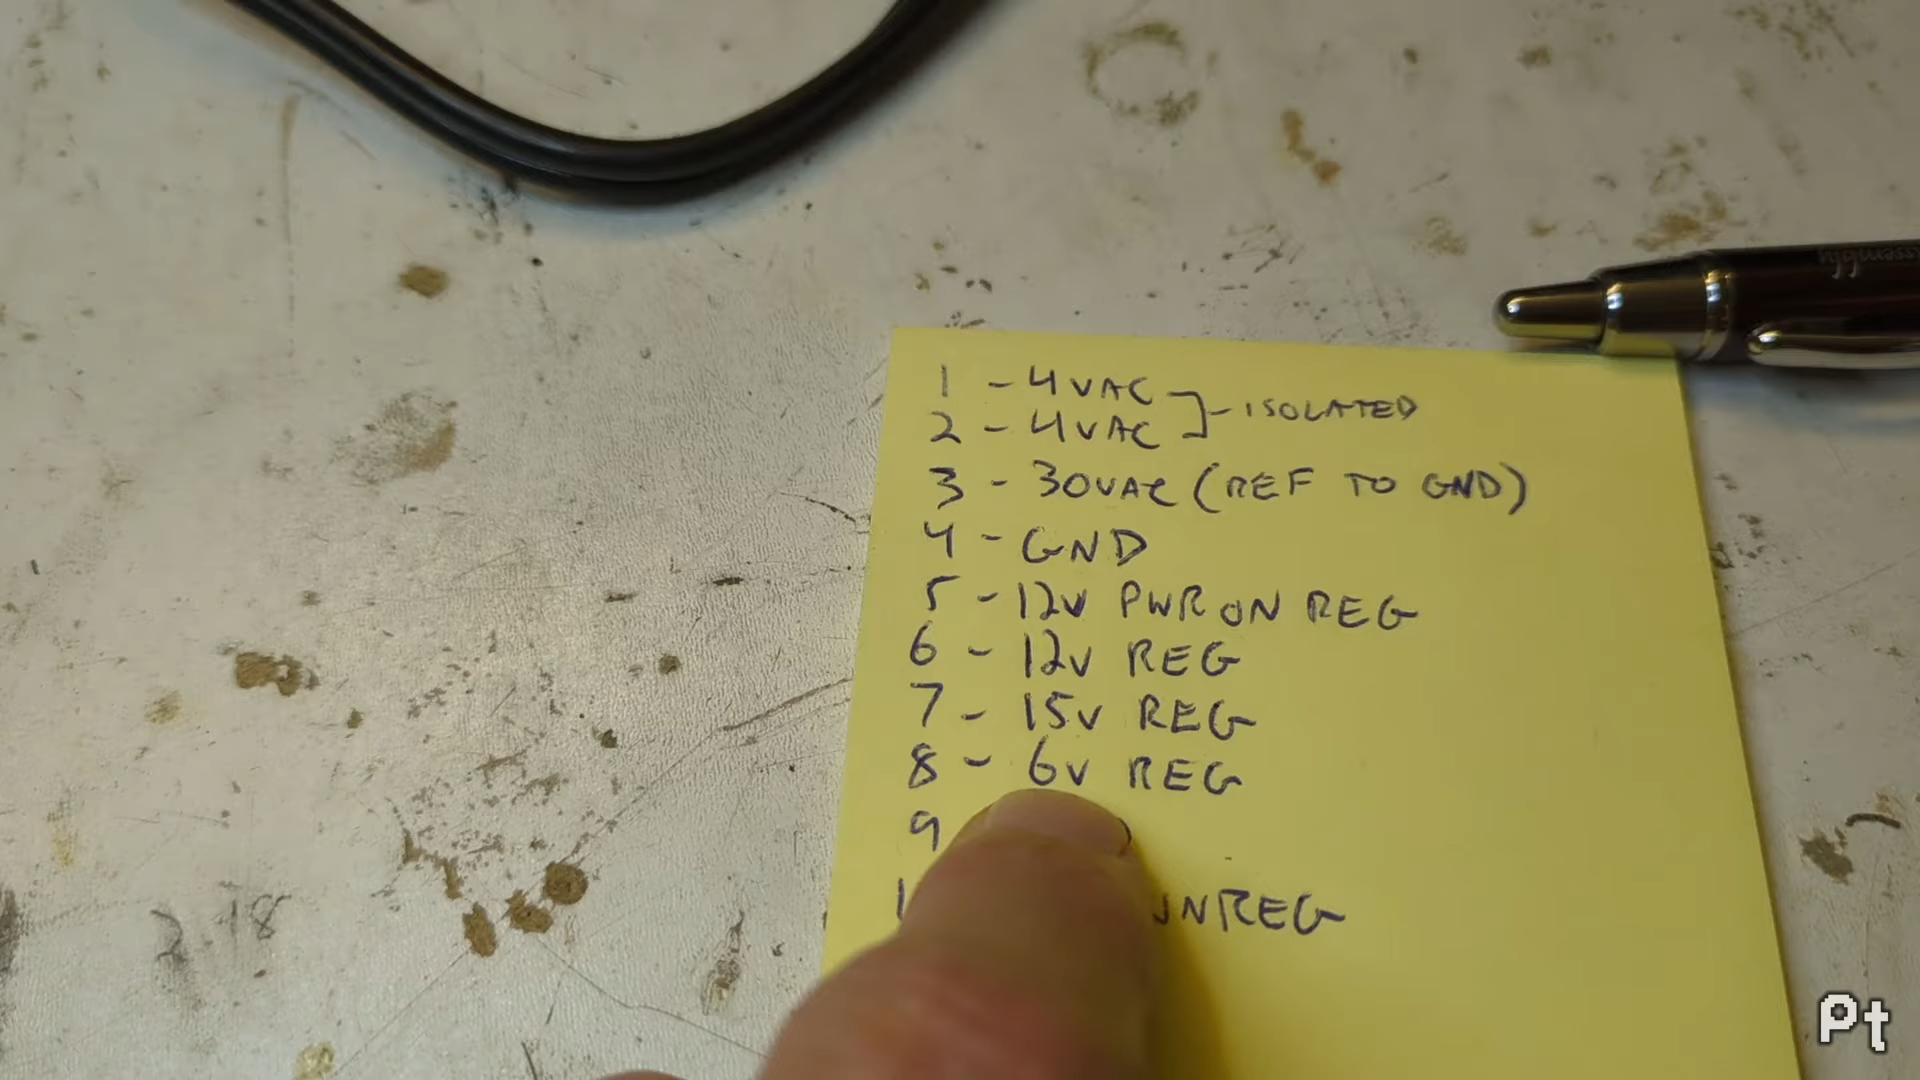 1 - 4VAC
2 - 4VAC
] - ISOLATED
3 - 30VAC (REF TO GND)
4 - GND
5 - 12V PWR ON REG
6 - 12V REG
7 - 15V REG
8 - 6V REG
9
UNREG
Pt